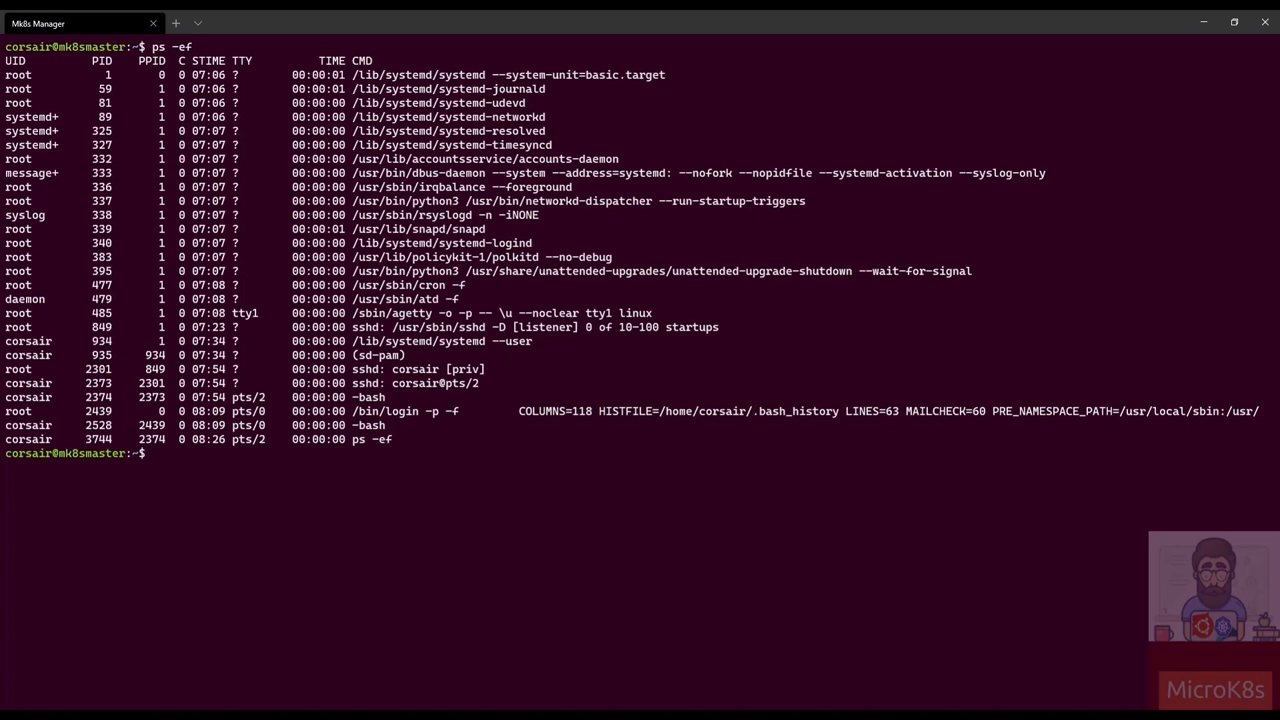 Mk8s Manager
corsair@mk8smaster:~$ ps -ef
UID PID PPID C STIME TTY TIME CMD
root 1 0 0 07:06 ? 00:00:01 /lib/systemd/systemd --system-unit=basic.target
root 59 1 0 07:06 ? 00:00:01 /lib/systemd/systemd-journald
root 81 1 0 07:06 ? 00:00:00 /lib/systemd/systemd-udevd
systemd+ 89 1 0 07:06 ? 00:00:00 /lib/systemd/systemd-networkd
systemd+ 325 1 0 07:07 ? 00:00:00 /lib/systemd/systemd-resolved
systemd+ 327 1 0 07:07 ? 00:00:00 /lib/systemd/systemd-timesyncd
root 332 1 0 07:07 ? 00:00:00 /usr/lib/accountsservice/accounts-daemon
message+ 333 1 0 07:07 ? 00:00:00 /usr/bin/dbus-daemon --system --address=systemd: --nofork --nopidfile --systemd-activation --syslog-only
root 336 1 0 07:07 ? 00:00:00 /usr/sbin/irqbalance --foreground
root 337 1 0 07:07 ? 00:00:00 /usr/bin/python3 /usr/bin/networkd-dispatcher --run-startup-triggers
syslog 338 1 0 07:07 ? 00:00:00 /usr/sbin/rsyslogd -n -iNONE
root 339 1 0 07:07 ? 00:00:01 /usr/lib/snapd/snapd
root 340 1 0 07:07 ? 00:00:00 /lib/systemd/systemd-logind
root 383 1 0 07:07 ? 00:00:00 /usr/lib/policykit-1/polkitd --no-debug
root 395 1 0 07:07 ? 00:00:00 /usr/bin/python3 /usr/share/unattended-upgrades/unattended-upgrade-shutdown --wait-for-signal
root 477 1 0 07:08 ? 00:00:00 /usr/sbin/cron -f
daemon 479 1 0 07:08 ? 00:00:00 /usr/sbin/atd -f
root 485 1 0 07:08 tty1 00:00:00 /sbin/agetty -o -p -- \u --noclear tty1 linux
root 849 1 0 07:23 ? 00:00:00 sshd: /usr/sbin/sshd -D [listener] 0 of 10-100 startups
corsair 934 1 0 07:34 ? 00:00:00 /lib/systemd/systemd --user
corsair 935 934 0 07:34 ? 00:00:00 (sd-pam)
root 2301 849 0 07:54 ? 00:00:00 sshd: corsair [priv]
corsair 2373 2301 0 07:54 ? 00:00:00 sshd: corsair@pts/2
corsair 2374 2373 0 07:54 pts/2 00:00:00 -bash
root 2439 0 0 08:09 pts/0 00:00:00 /bin/login -p -f COLUMNS=118 HISTFILE=/home/corsair/.bash_history LINES=63 MAILCHECK=60 PRE_NAMESPACE_PATH=/usr/local/sbin:/usr/
corsair 2528 2439 0 08:09 pts/0 00:00:00 -bash
corsair 3744 2374 0 08:26 pts/2 00:00:00 ps -ef
corsair@mk8smaster:~$
MicroK8s